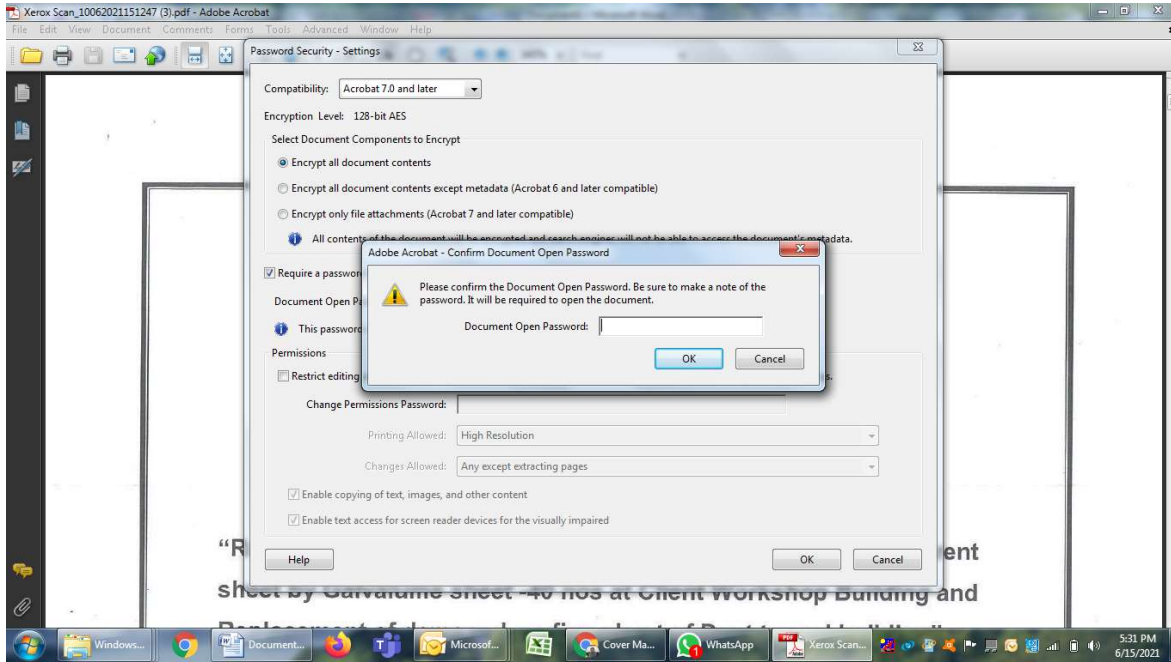 Xerox Scan_10062021151247 (3).pdf - Adobe Acrobat
File Edit View Document Comments Forms Tools Advanced Window Help
Password Security - Settings
Compatibility: Acrobat 7.0 and later
Encryption Level: 128-bit AES
Select Document Components to Encrypt
Encrypt all document contents
Encrypt all document contents except metadata (Acrobat 6 and later compatible)
Encrypt only file attachments (Acrobat 7 and later compatible)
All contents of the document will be encrypted and search engines will not be able to access the document's metadata.
Adobe Acrobat - Confirm Document Open Password
Require a password
Please confirm the Document Open Password. Be sure to make a note of the
password. It will be required to open the document.
Document Open Pa
Document Open Password:
This password
OK Cancel
Permissions
Restrict editing
Change Permissions Password:
Printing Allowed: High Resolution
Changes Allowed: Any except extracting pages
Enable copying of text, images, and other content
Enable text access for screen reader devices for the visually impaired
Help OK Cancel
sheet by Galvalume sheet -40 nos at Client Workshop Building and
Windows... Document... Microsof... Cover Ma... WhatsApp Xerox Scan...
5:31 PM
6/15/2021